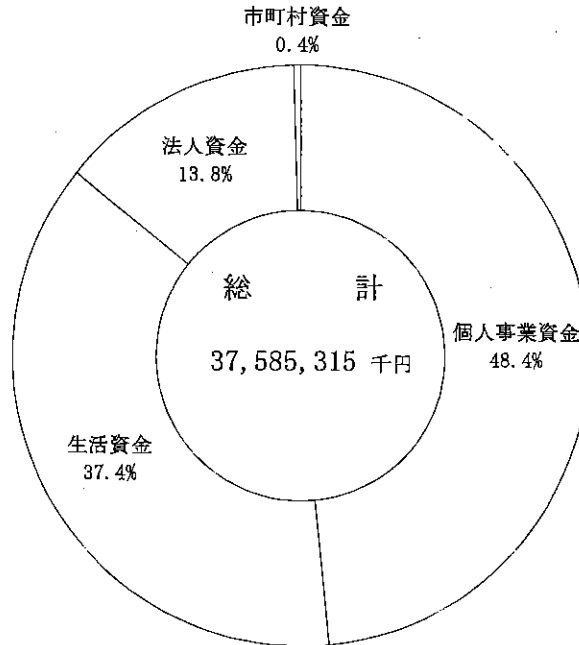 市町村資金
0.4%
法人資金
13.8%
総 計
37,585,315 千円
個人事業資金
48.4%
生活資金
37.4%